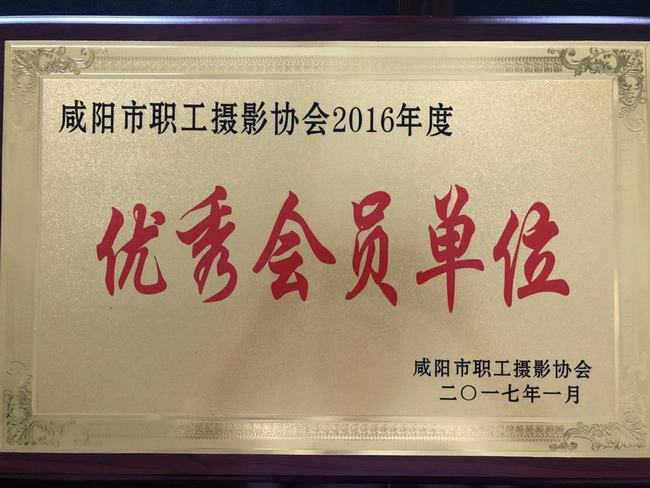 咸阳市职工摄影协会2016年度
优秀会员单位
咸阳市职工摄影协会
二〇一七年一月